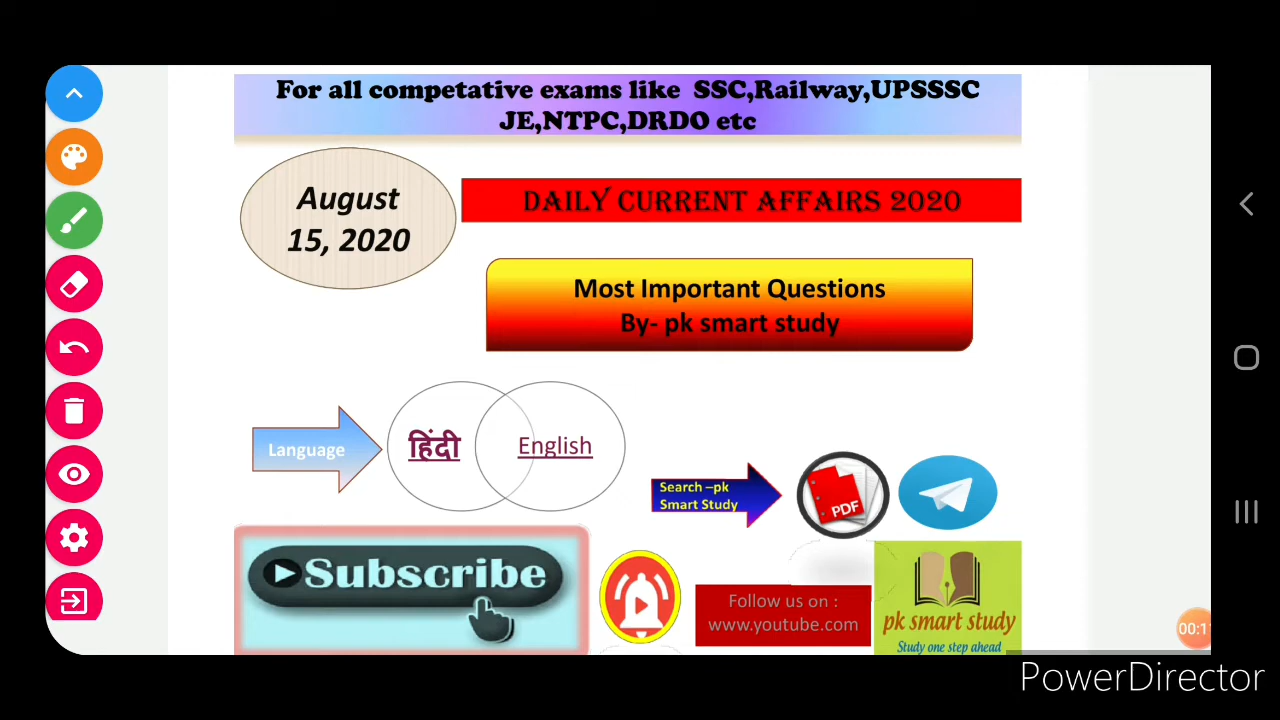 For all competative exams like SSC,Railway,UPSSSC
JE,NTPC,DRDO etc
August
15, 2020
DAILY CURRENT AFFAIRS 2020
Most Important Questions
By- pk smart study
Language
हिंदी
English
Search –pk
Smart Study
PDF
Subscribe
Follow us on :
www.youtube.com
pk smart study
Study one step ahead
PowerDirector